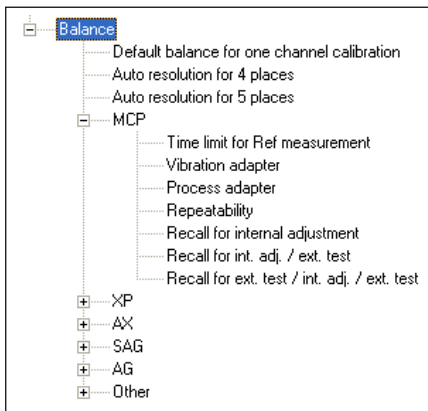 Balance
Default balance for one channel calibration
Auto resolution for 4 places
Auto resolution for 5 places
MCP
Time limit for Ref measurement
Vibration adapter
Process adapter
Repeatability
Recall for internal adjustment
Recall for int. adj. / ext. test
Recall for ext. test / int. adj. / ext. test
XP
AX
SAG
AG
Other